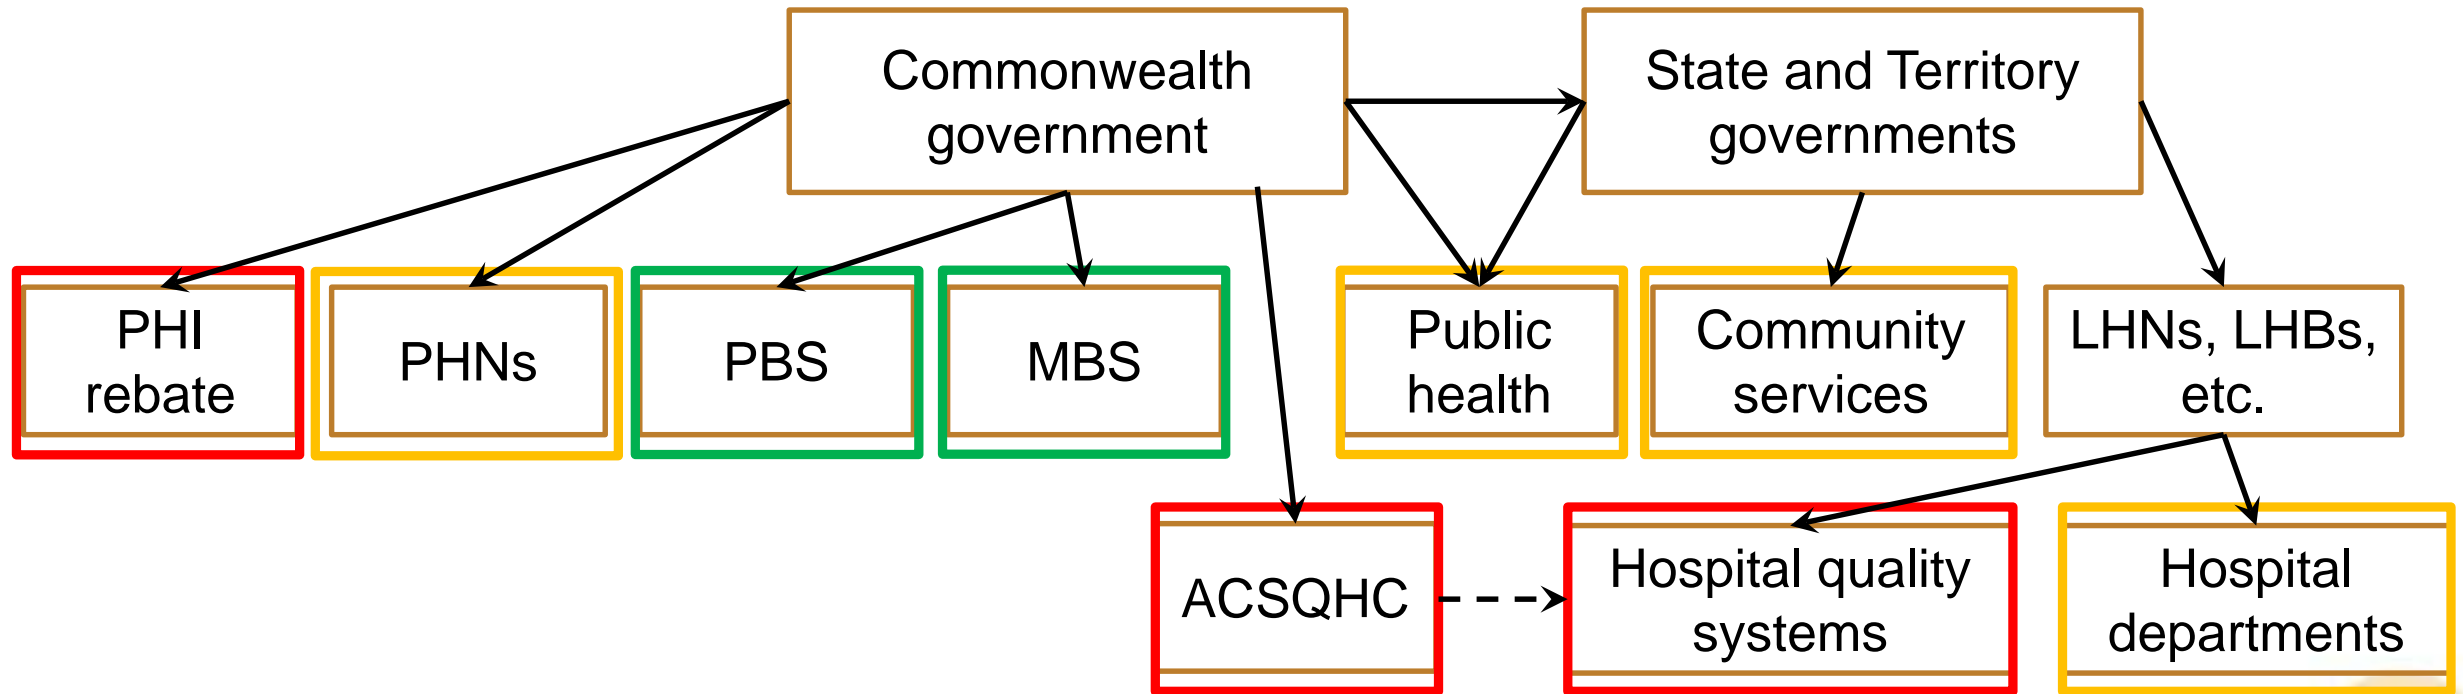 Commonwealth
government
State and Territory
governments
PHI
rebate
PHNs
PBS
MBS
Public
health
Community
services
LHNs, LHBs,
etc.
ACSQHC
Hospital quality
systems
Hospital
departments